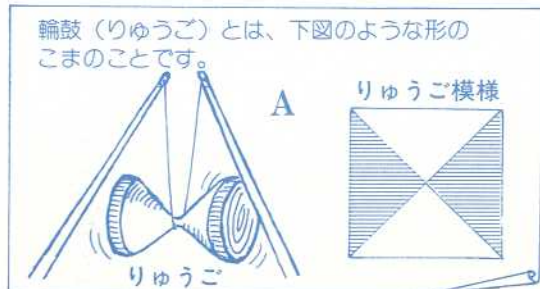 輪鼓（りゅうご）とは、下図のような形の
こまのことです。
A
りゅうご模様
りゅうご